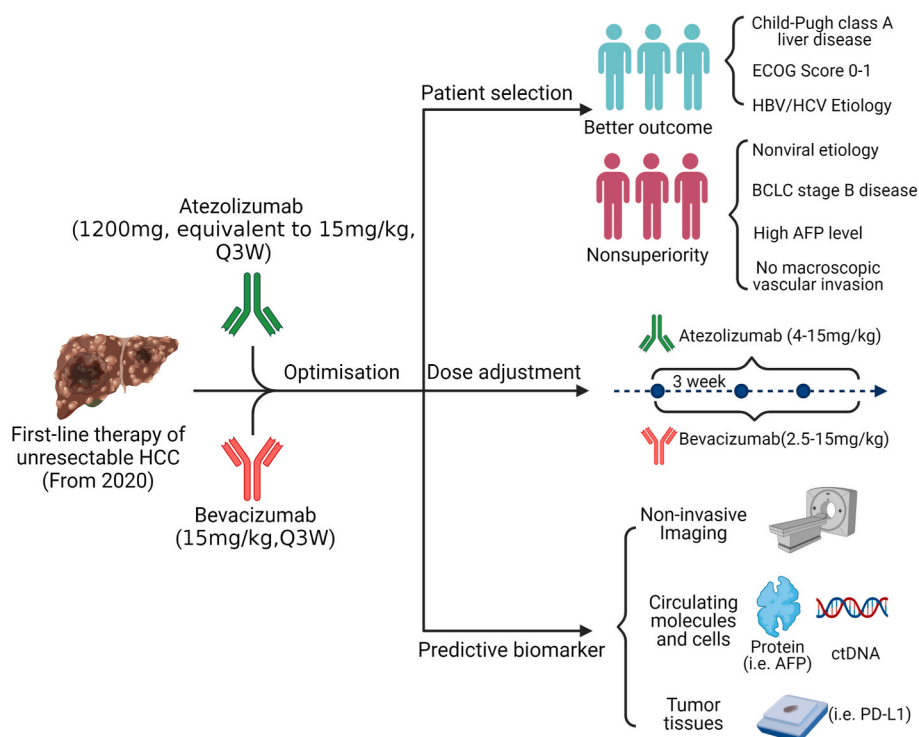 Child-Pugh class A
liver disease
ECOG Score 0-1
HBV/HCV Etiology
Patient selection
Better outcome
Nonviral etiology
BCLC stage B disease
High AFP level
No macroscopic
vascular invasion
Nonsuperiority
Atezolizumab
(1200mg, equivalent to 15mg/kg,
Q3W)
First-line therapy of
unresectable HCC
(From 2020)
Optimisation
Bevacizumab
(15mg/kg,Q3W)
Dose adjustment
Atezolizumab (4-15mg/kg)
3 week
Bevacizumab(2.5-15mg/kg)
Predictive biomarker
Non-invasive
Imaging
Circulating
molecules
and cells
Protein
(i.e. AFP)
ctDNA
Tumor
tissues
(i.e. PD-L1)